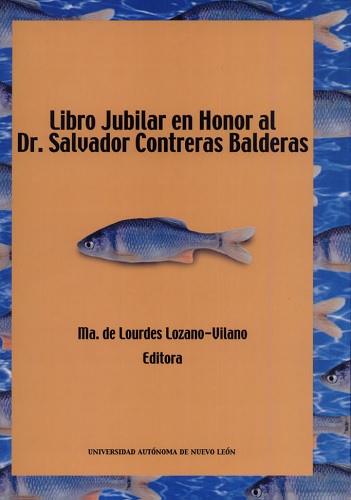 Libro Jubilar en Honor al
Dr. Salvador Contreras Balderas
Ma. de Lourdes Lozano-Vilano
Editora
UNIVERSIDAD AUTÓNOMA DE NUEVO LEÓN